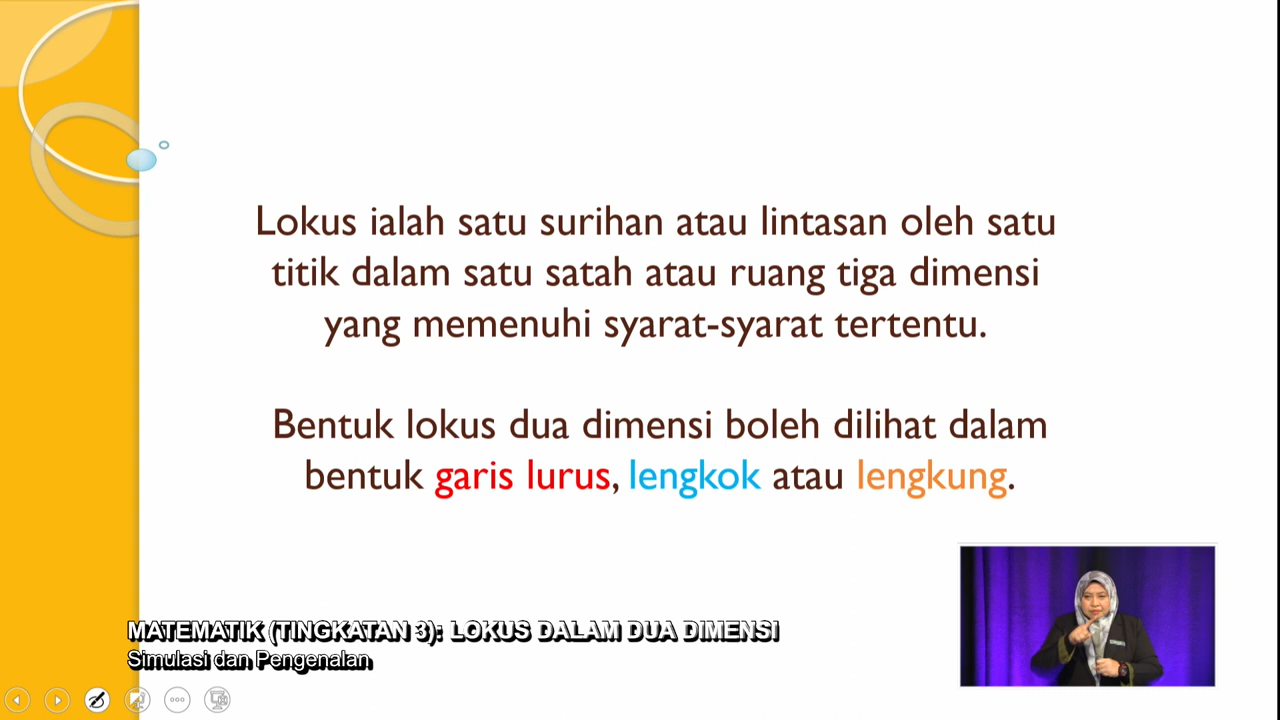 Lokus ialah satu surihan atau lintasan oleh satu
titik dalam satu satah atau ruang tiga dimensi
yang memenuhi syarat-syarat tertentu.
Bentuk lokus dua dimensi boleh dilihat dalam
bentuk garis lurus, lengkok atau lengkung.
MATEMATIK (TINGKATAN 3): LOKUS DALAM DUA DIMENSI
Simulasi dan Pengenalan